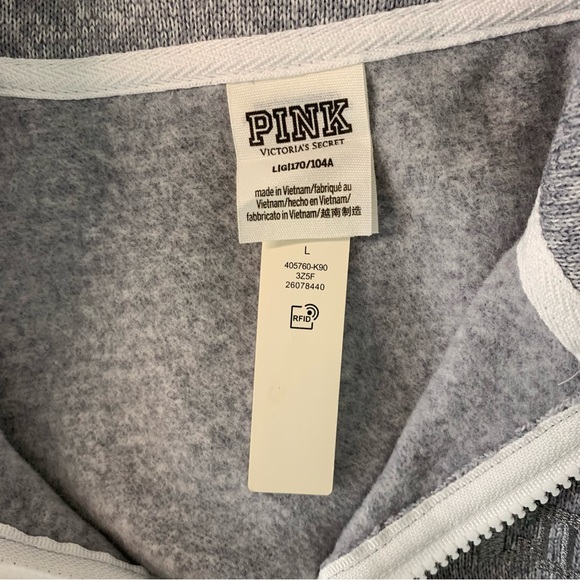 PINK
VICTORIA'S SECRET
L|G|170/104A
made in Vietnam/fabriqué au
Vietnam/hecho en Vietnam/
fabbricato in Vietnam/越南制造
L
405760-K90
3Z5F
26078440
RFID